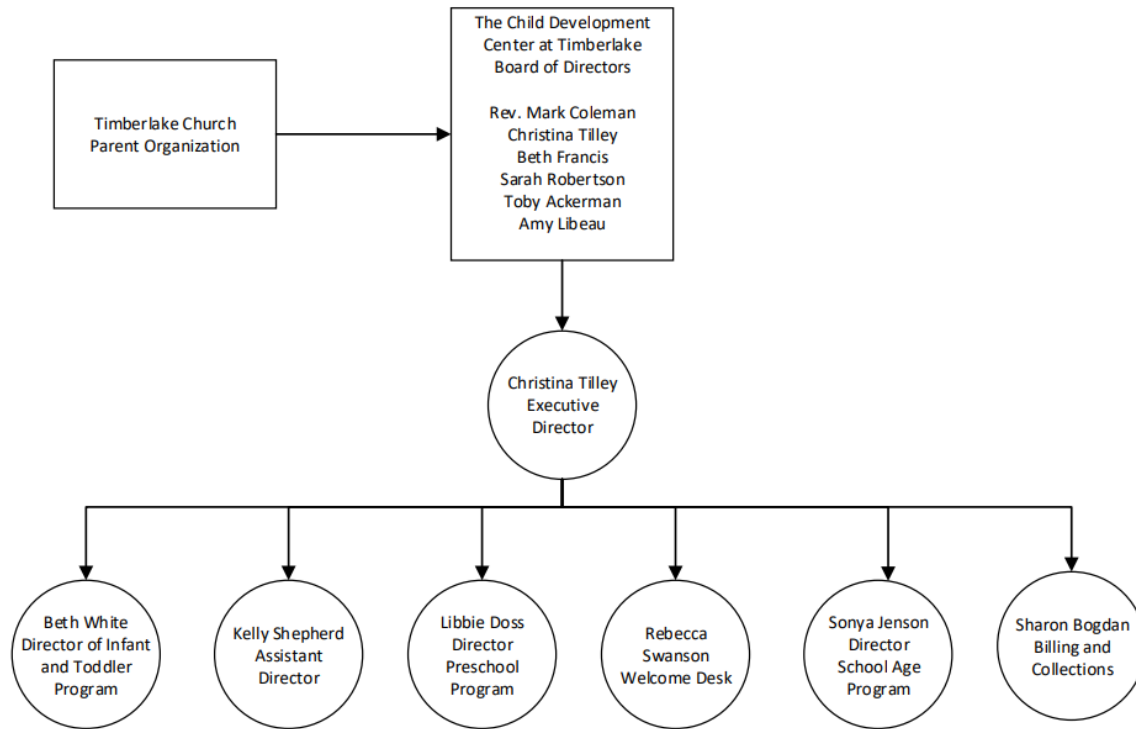 The Child Development
Center at Timberlake
Board of Directors
Rev. Mark Coleman
Christina Tilley
Beth Francis
Sarah Robertson
Toby Ackerman
Amy Libeau
Timberlake Church
Parent Organization
Christina Tilley
Executive
Director
Beth White
Director of Infant
and Toddler
Program
Kelly Shepherd
Assistant
Director
Libbie Doss
Director
Preschool
Program
Rebecca
Swanson
Welcome Desk
Sonya Jenson
Director
School Age
Program
Sharon Bogdan
Billing and
Collections